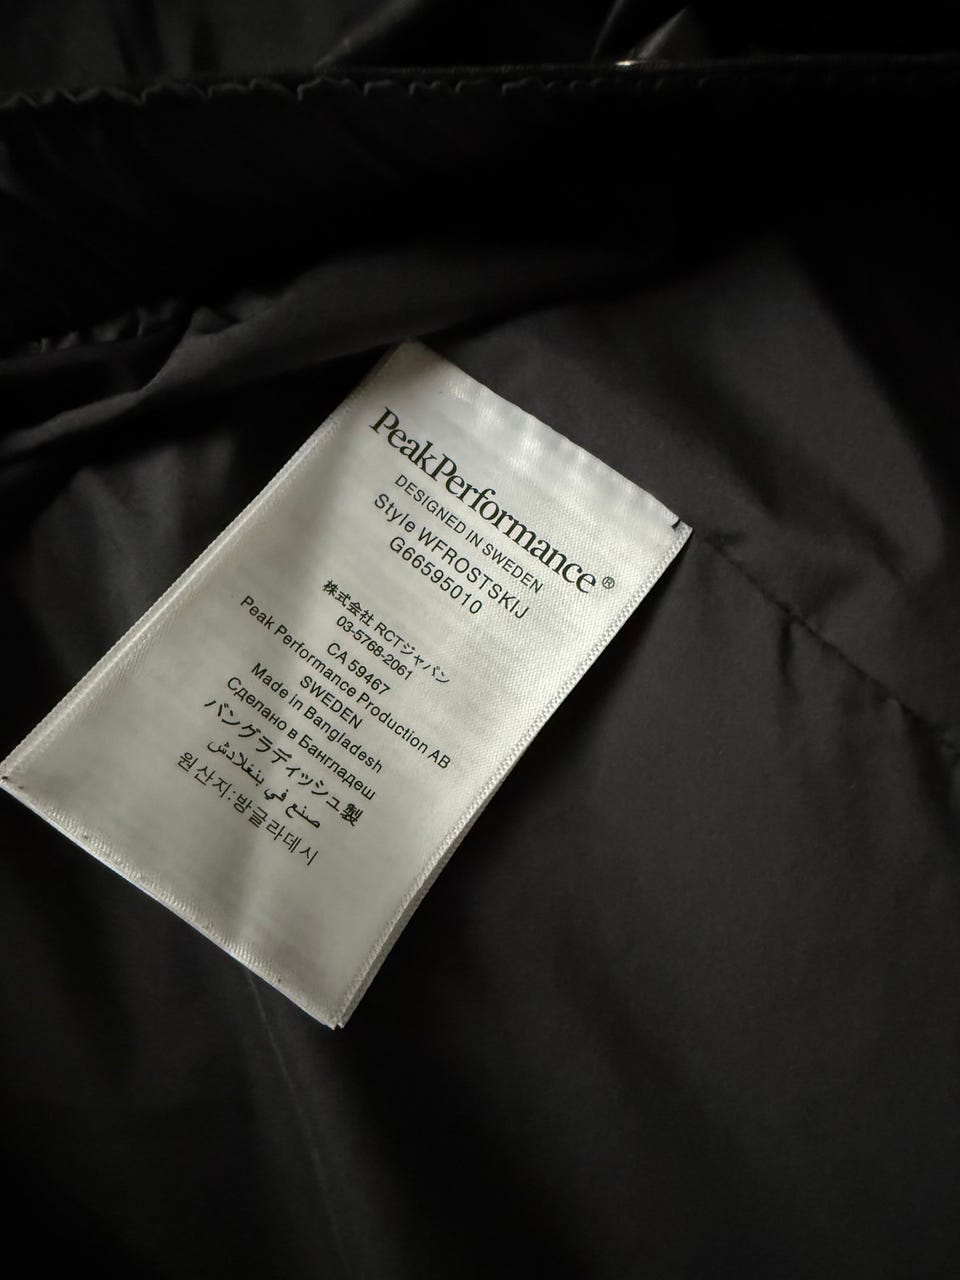 PeakPerformance®
DESIGNED IN SWEDEN
Style WFROSTSKIJ
G66595010
株式会社 RCTジャパン
03-5768-2061
CA 59467
Peak Performance Production AB
SWEDEN
Made in Bangladesh
Сделано в Бангладеш
バングラディッシュ製
صنع في بنغلادش
원산지:방글라데시